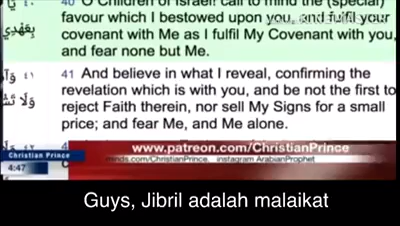 40 O Children of Israel! call to mind the (special)
favour which I bestowed upon you, and fulfil your
covenant with Me as I fulfil My Covenant with you,
and fear none but Me.
41 And believe in what I reveal, confirming the
revelation which is with you, and be not the first to
reject Faith therein, nor sell My Signs for a small
price; and fear Me, and Me alone.
www.patreon.com/ChristianPrince
Christian Prince
minds.com/ChristianPrince. instagram ArabianProphet
4:47
Guys, Jibril adalah malaikat